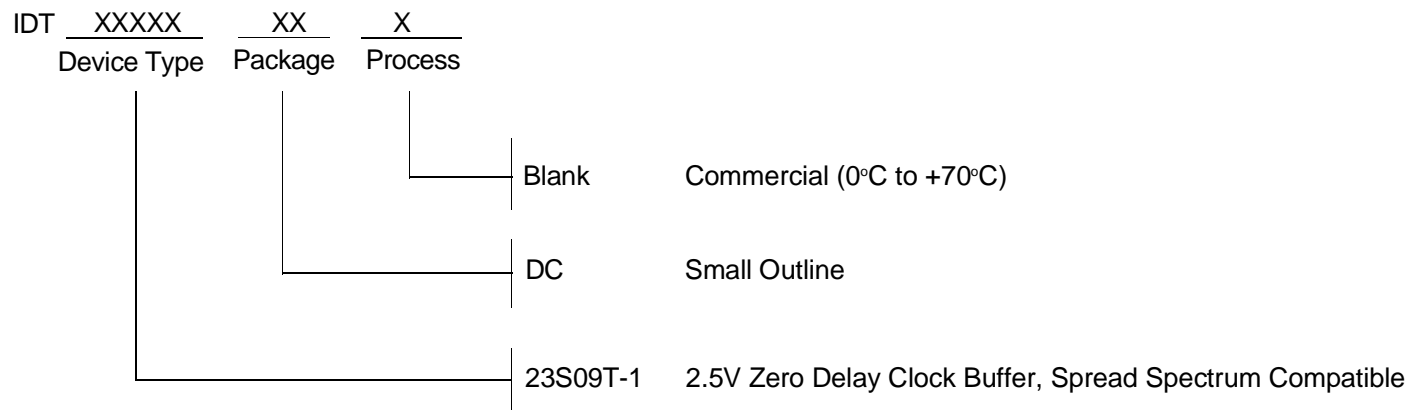 IDT XXXXX XX X
Device Type Package Process
Blank Commercial (0°C to +70°C)
DC Small Outline
23S09T-1 2.5V Zero Delay Clock Buffer, Spread Spectrum Compatible